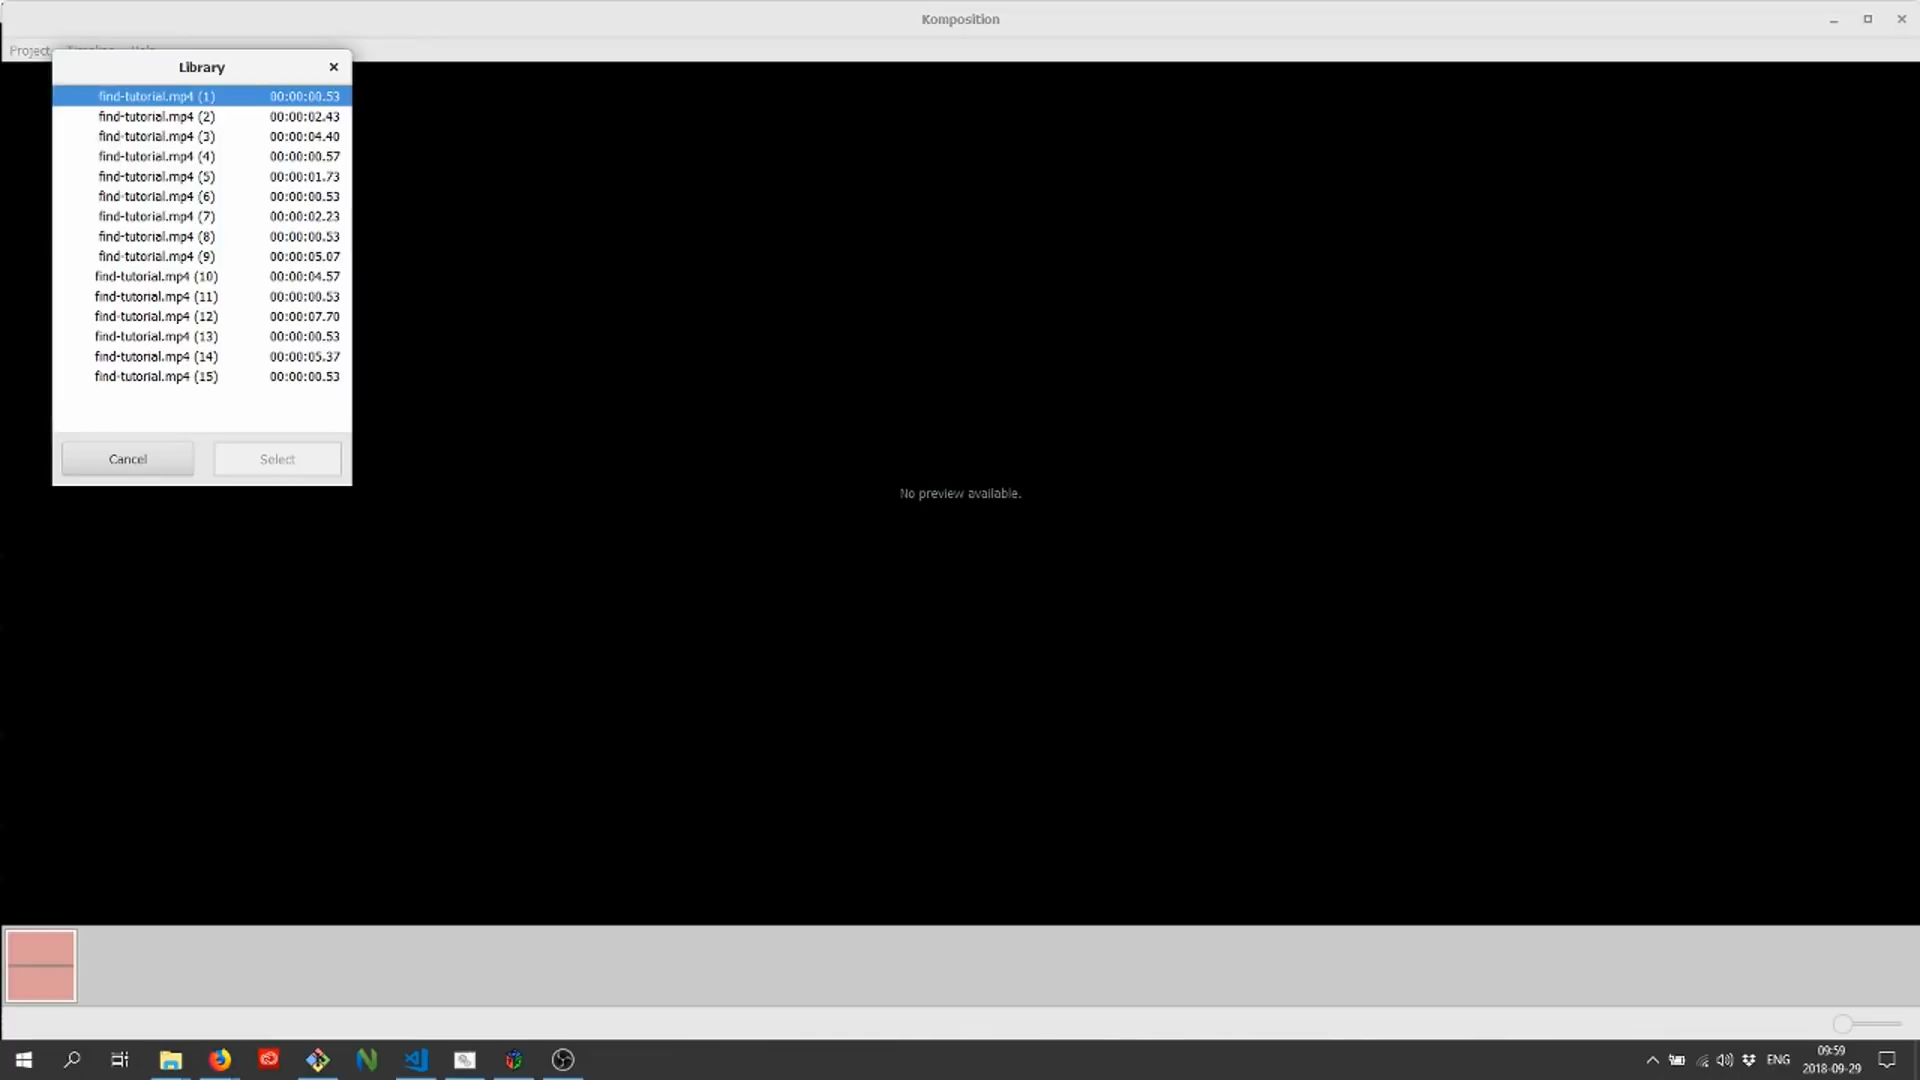 Komposition
Project Timeline Help
Library
find-tutorial.mp4 (1) 00:00:00.53
find-tutorial.mp4 (2) 00:00:02.43
find-tutorial.mp4 (3) 00:00:04.40
find-tutorial.mp4 (4) 00:00:00.57
find-tutorial.mp4 (5) 00:00:01.73
find-tutorial.mp4 (6) 00:00:00.53
find-tutorial.mp4 (7) 00:00:02.23
find-tutorial.mp4 (8) 00:00:00.53
find-tutorial.mp4 (9) 00:00:05.07
find-tutorial.mp4 (10) 00:00:04.57
find-tutorial.mp4 (11) 00:00:00.53
find-tutorial.mp4 (12) 00:00:07.70
find-tutorial.mp4 (13) 00:00:00.53
find-tutorial.mp4 (14) 00:00:05.37
find-tutorial.mp4 (15) 00:00:00.53
Cancel Select
No preview available.
ENG
09:59
2018-09-29